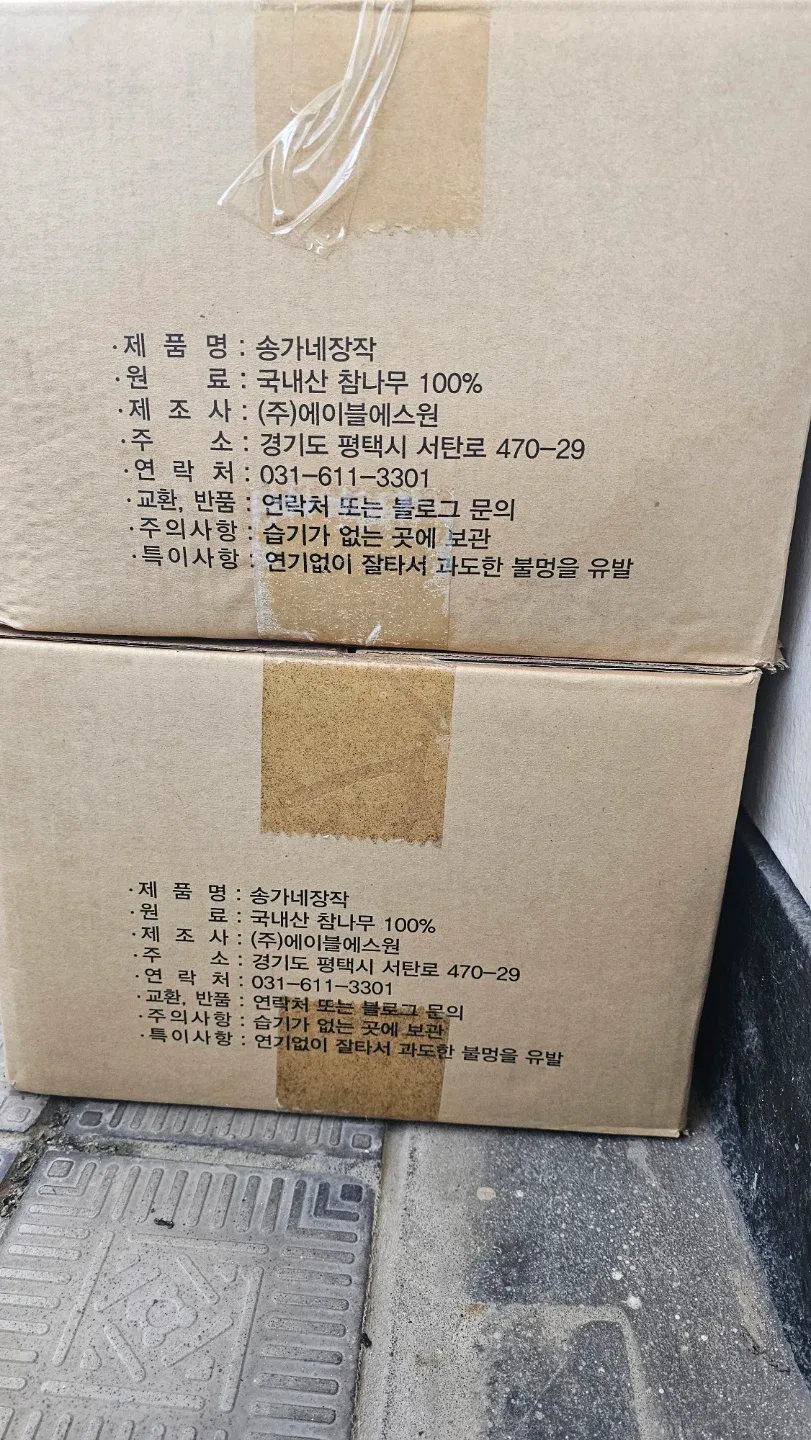 ·제 품 명 : 송가네장작
·원 료 : 국내산 참나무 100%
·제 조 사 : (주)에이블에스원
·주 소 : 경기도 평택시 서탄로 470-29
·연 락 처 : 031-611-3301
·교환, 반품 : 연락처 또는 블로그 문의
·주의사항 : 습기가 없는 곳에 보관
·특이사항 : 연기없이 잘타서 과도한 불멍을 유발
·제 품 명 : 송가네장작
·원 료 : 국내산 참나무 100%
·제 조 사 : (주)에이블에스원
·주 소 : 경기도 평택시 서탄로 470-29
·연 락 처 : 031-611-3301
·교환, 반품 : 연락처 또는 블로그 문의
·주의사항 : 습기가 없는 곳에 보관
·특이사항 : 연기없이 잘타서 과도한 불멍을 유발